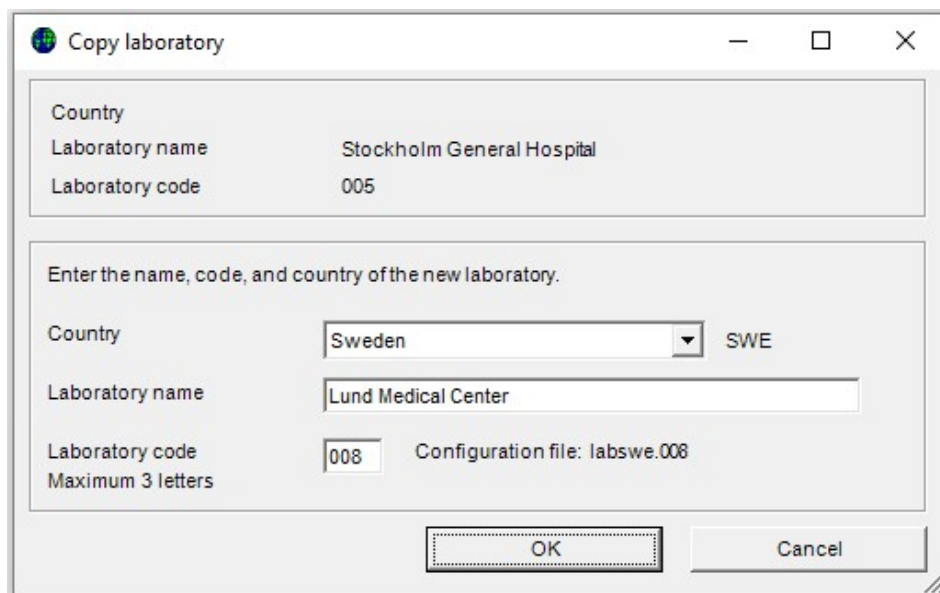 Copy laboratory
Country
Laboratory name Stockholm General Hospital
Laboratory code 005
Enter the name, code, and country of the new laboratory.
Country Sweden SWE
Laboratory name Lund Medical Center
Laboratory code 008 Configuration file: labswe.008
Maximum 3 letters
OK Cancel